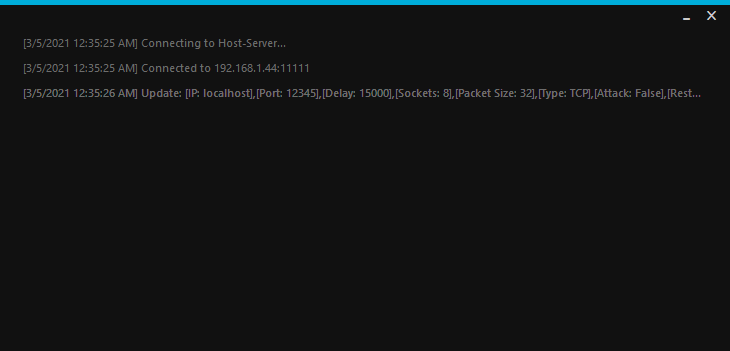 [3/5/2021 12:35:25 AM] Connecting to Host-Server...
[3/5/2021 12:35:25 AM] Connected to 192.168.1.44:11111
[3/5/2021 12:35:26 AM] Update: [IP: localhost],[Port: 12345],[Delay: 15000],[Sockets: 8],[Packet Size: 32],[Type: TCP],[Attack: False],[Rest...